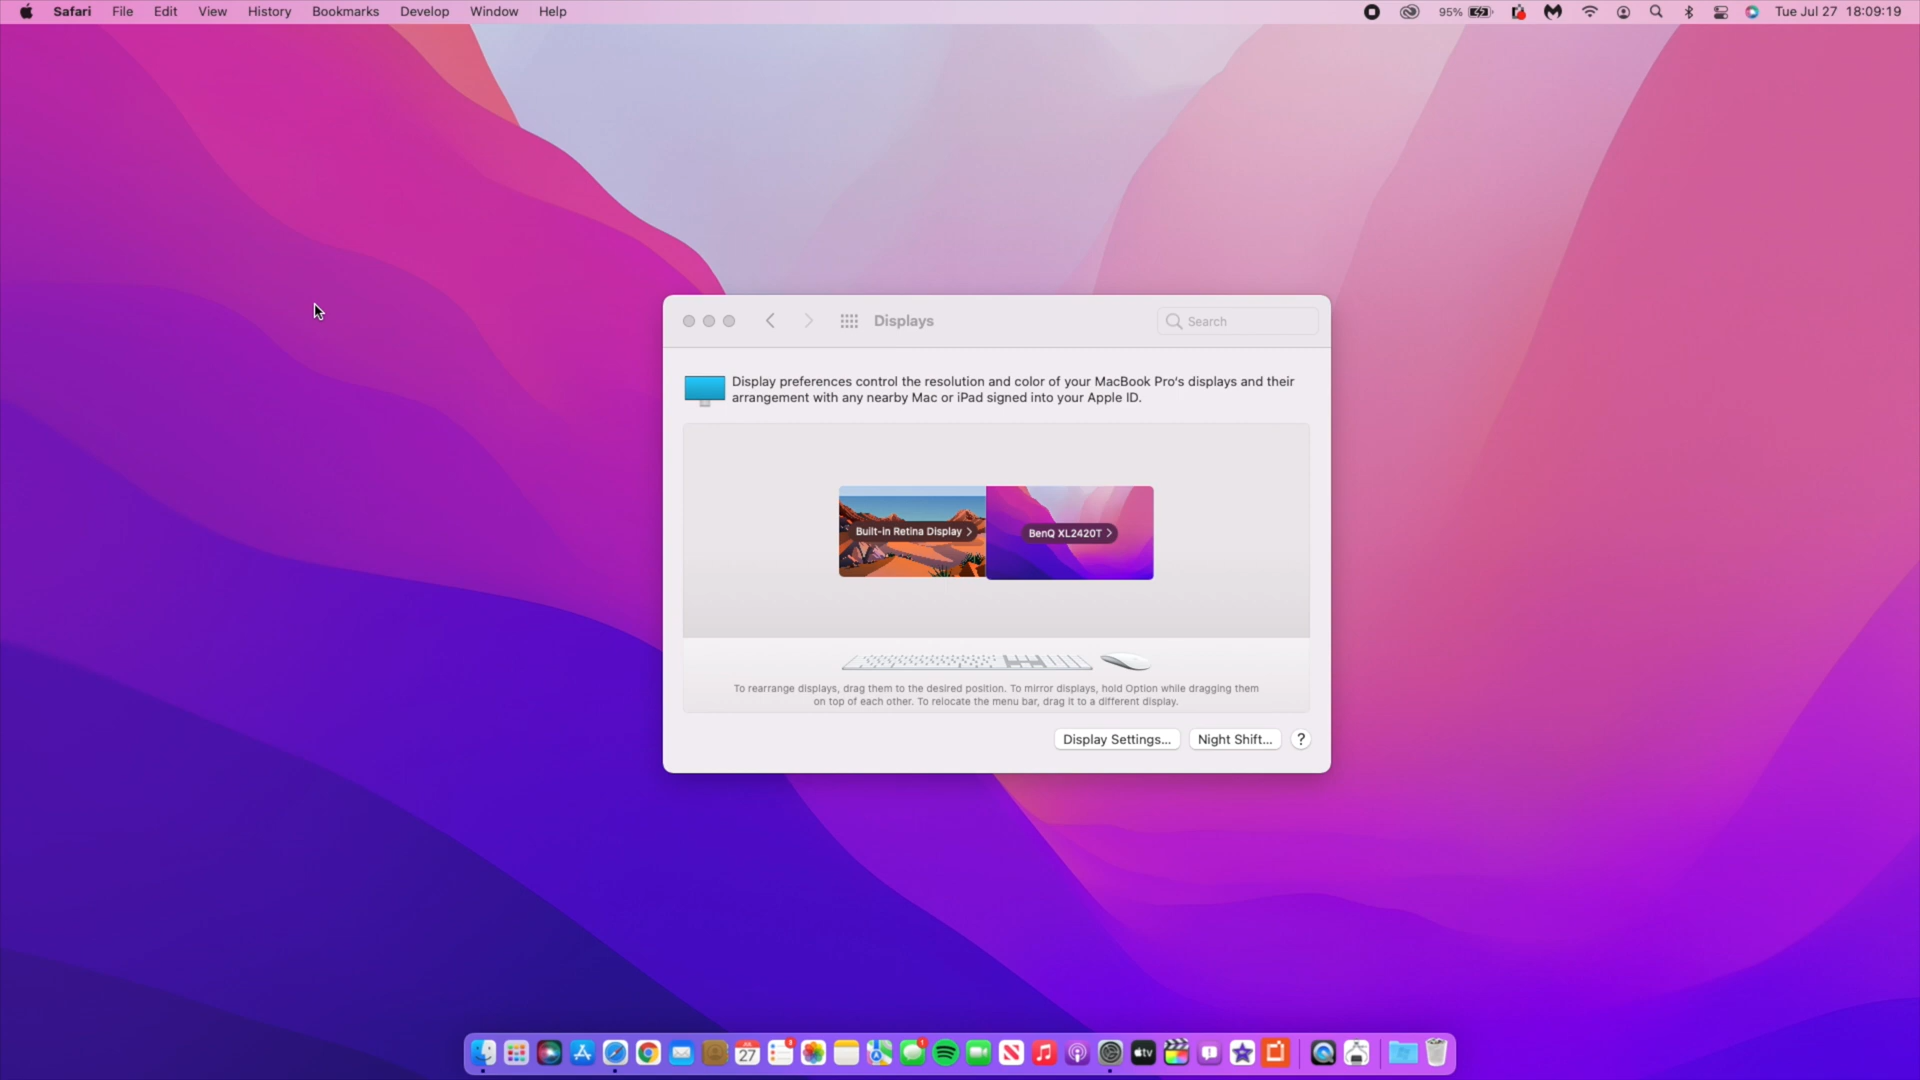 Safari File Edit View History Bookmarks Develop Window Help 95% Tue Jul 27 18:09:19
Displays Search
Display preferences control the resolution and color of your MacBook Pro's displays and their
arrangement with any nearby Mac or iPad signed into your Apple ID.
Built-in Retina Display >
BenQ XL2420T >
To rearrange displays, drag them to the desired position. To mirror displays, hold Option while dragging them
on top of each other. To relocate the menu bar, drag it to a different display.
Display Settings... Night Shift... ?
27
tv